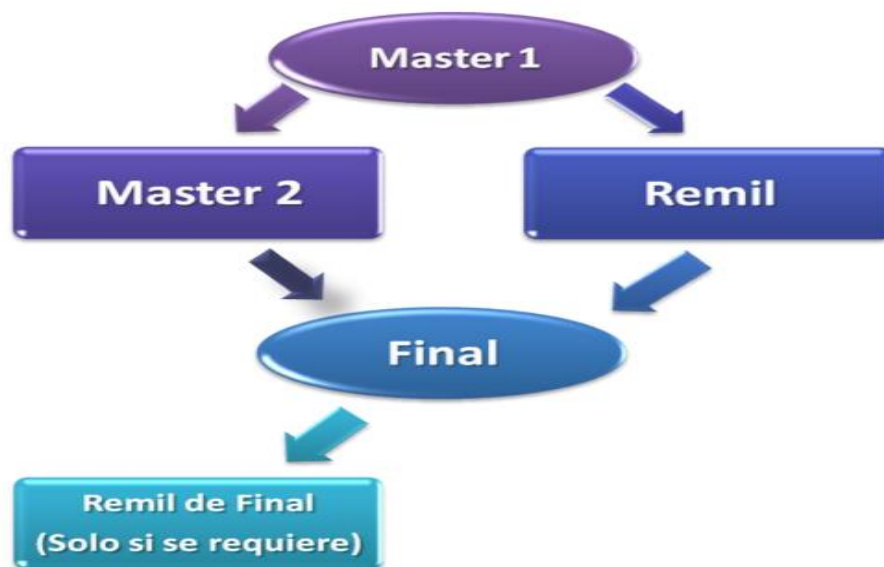 Master 1
Master 2
Remil
Final
Remil de Final
(Solo si se requiere)